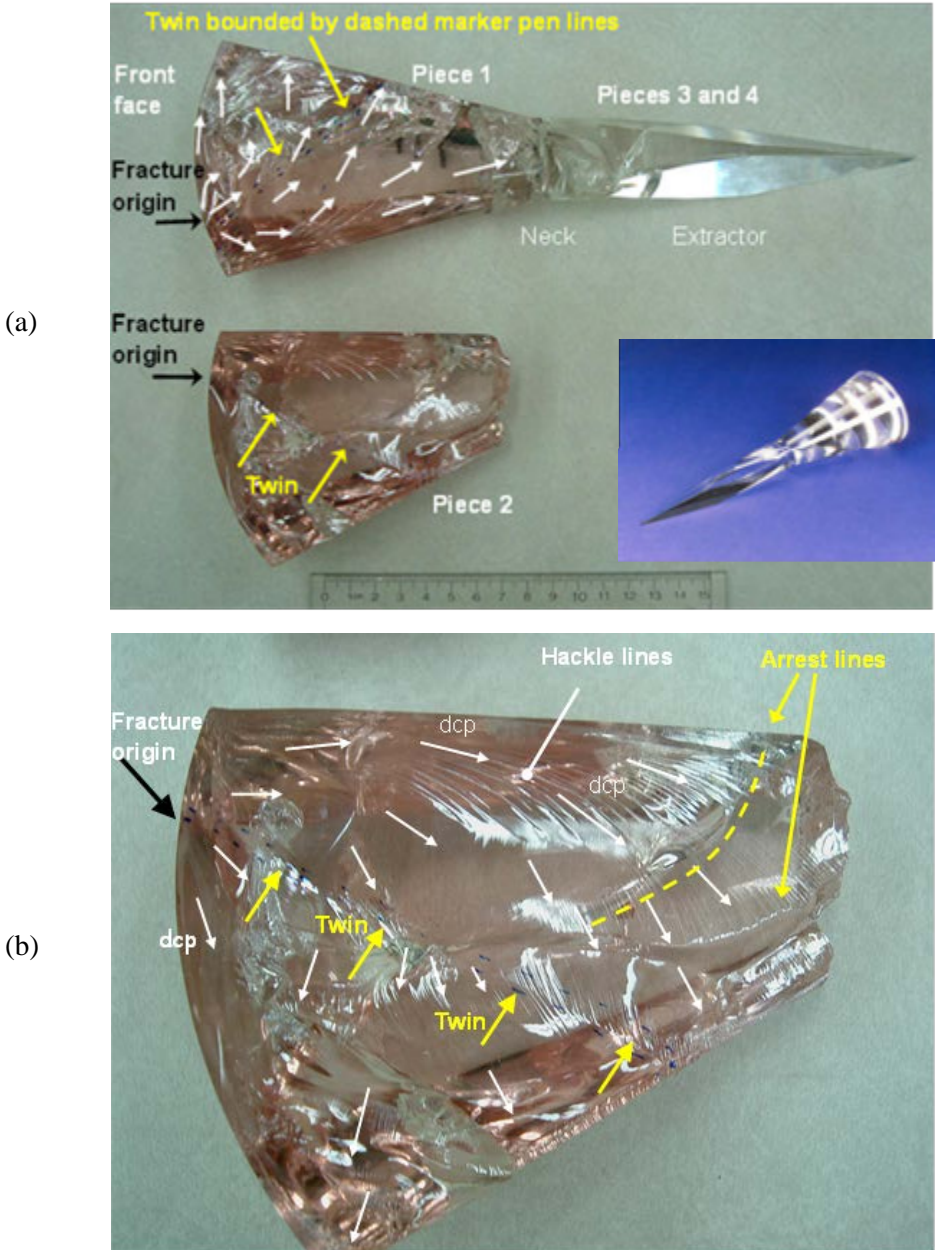 (a)
Twin bounded by dashed marker pen lines
Front
face
Piece 1
Pieces 3 and 4
Fracture
origin
Neck
Extractor
Fracture
origin
Twin
Piece 2
0 1cm 2 3 4 5 6 7 8 9 10 11 12 13 14 15
(b)
Hackle lines
Arrest lines
dcp
Fracture
origin
dcp
Twin
dcp
Twin